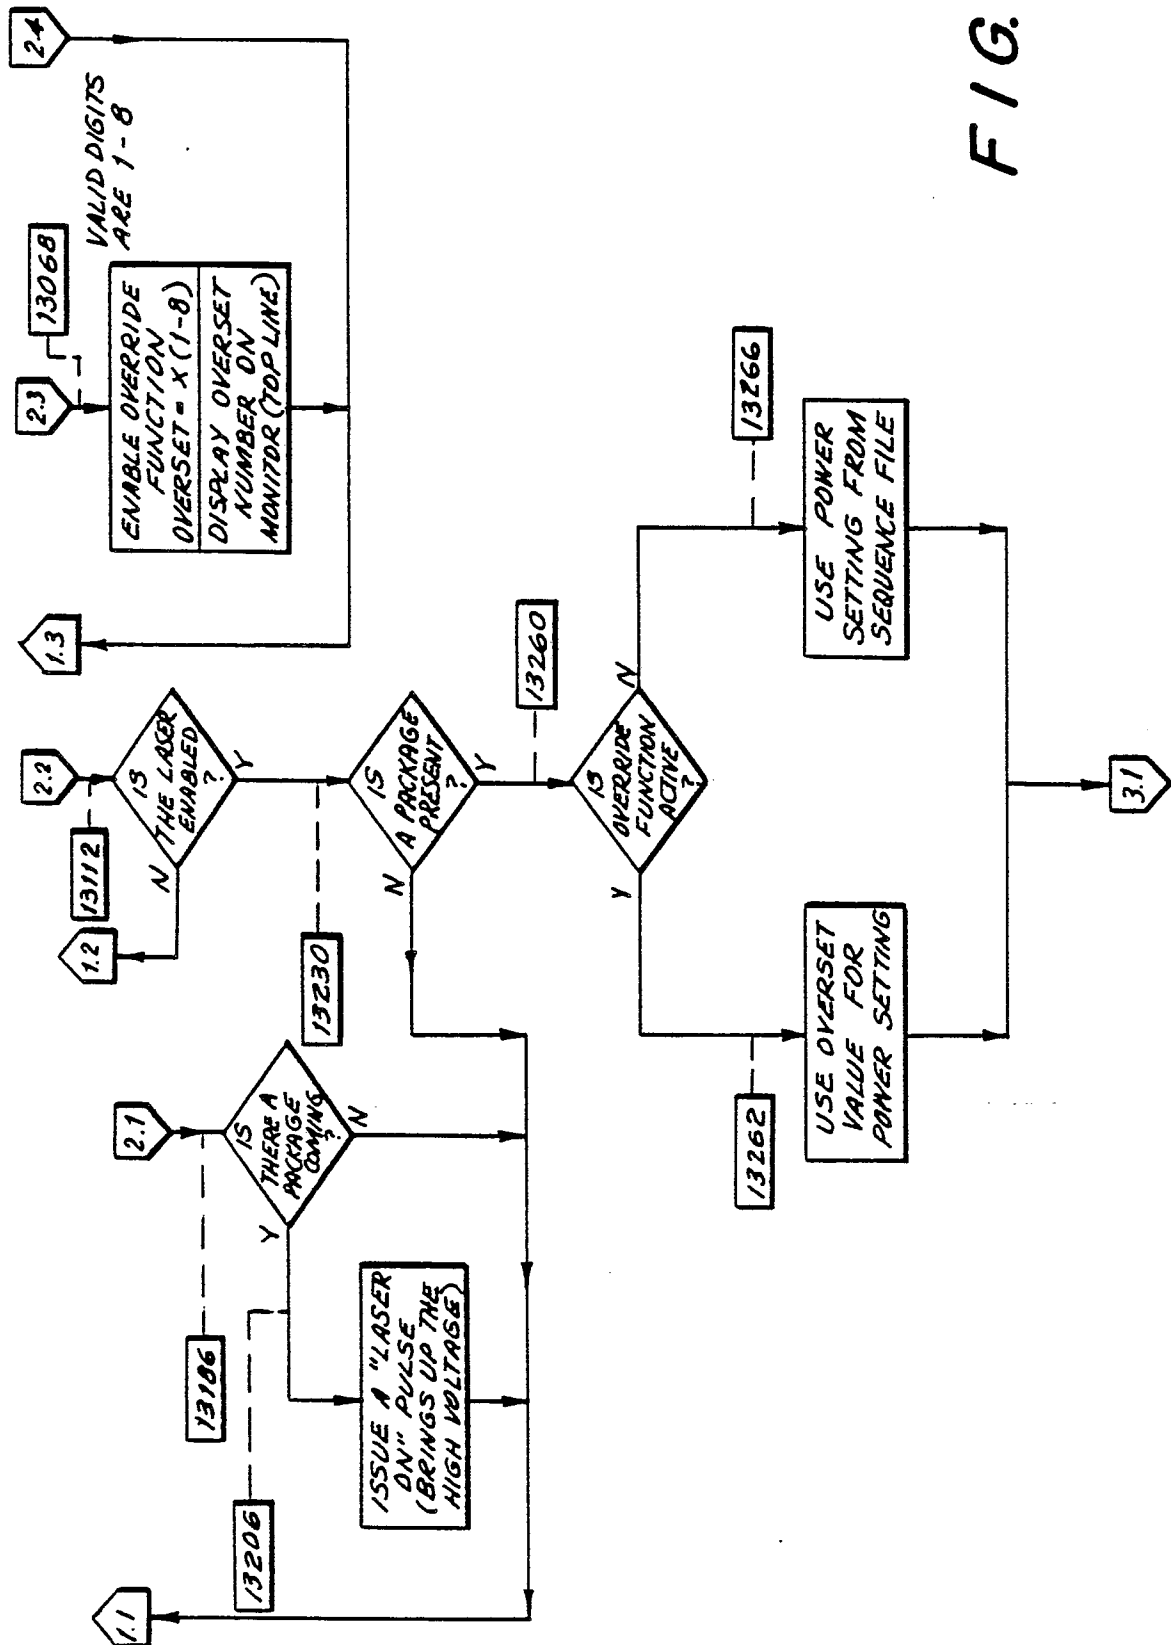 1.1
13206
13186
2.1
IS
THERE A
PACKAGE
COMING
?
Y
N
ISSUE A "LASER
ON" PULSE
(BRINGS UP THE
HIGH VOLTAGE)
1.2
13112
2.2
IS
THE LASER
ENABLED
?
N
Y
13230
IS
A PACKAGE
PRESENT
?
N
Y
13260
IS
OVERRIDE
FUNCTION
ACTIVE
?
Y
N
13262
USE OVERSET
VALUE FOR
POWER SETTING
13266
USE POWER
SETTING FROM
SEQUENCE FILE
3.1
1.3
2.3
13068
ENABLE OVERRIDE
FUNCTION
OVERSET = X (1-8)
DISPLAY OVERSET
NUMBER ON
MONITOR (TOP LINE)
VALID DIGITS
ARE 1-8
2.4
FIG.